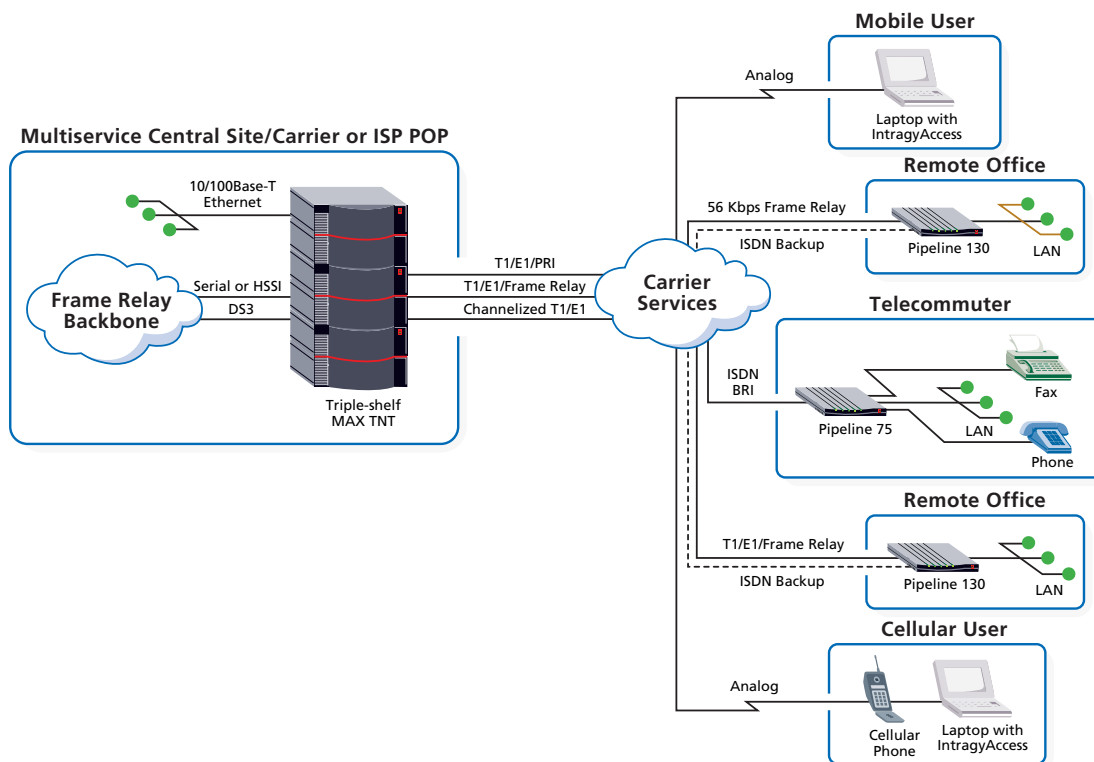 Mobile User
Analog
Laptop with
IntragyAccess
Multiservice Central Site/Carrier or ISP POP
10/100Base-T
Ethernet
Frame Relay
Backbone
Serial or HSSI
DS3
Triple-shelf
MAX TNT
T1/E1/PRI
T1/E1/Frame Relay
Channelized T1/E1
Carrier
Services
Remote Office
56 Kbps Frame Relay
ISDN Backup
Pipeline 130
LAN
Telecommuter
ISDN
BRI
Pipeline 75
Fax
LAN
Phone
Remote Office
T1/E1/Frame Relay
ISDN Backup
Pipeline 130
LAN
Cellular User
Analog
Cellular
Phone
Laptop with
IntragyAccess